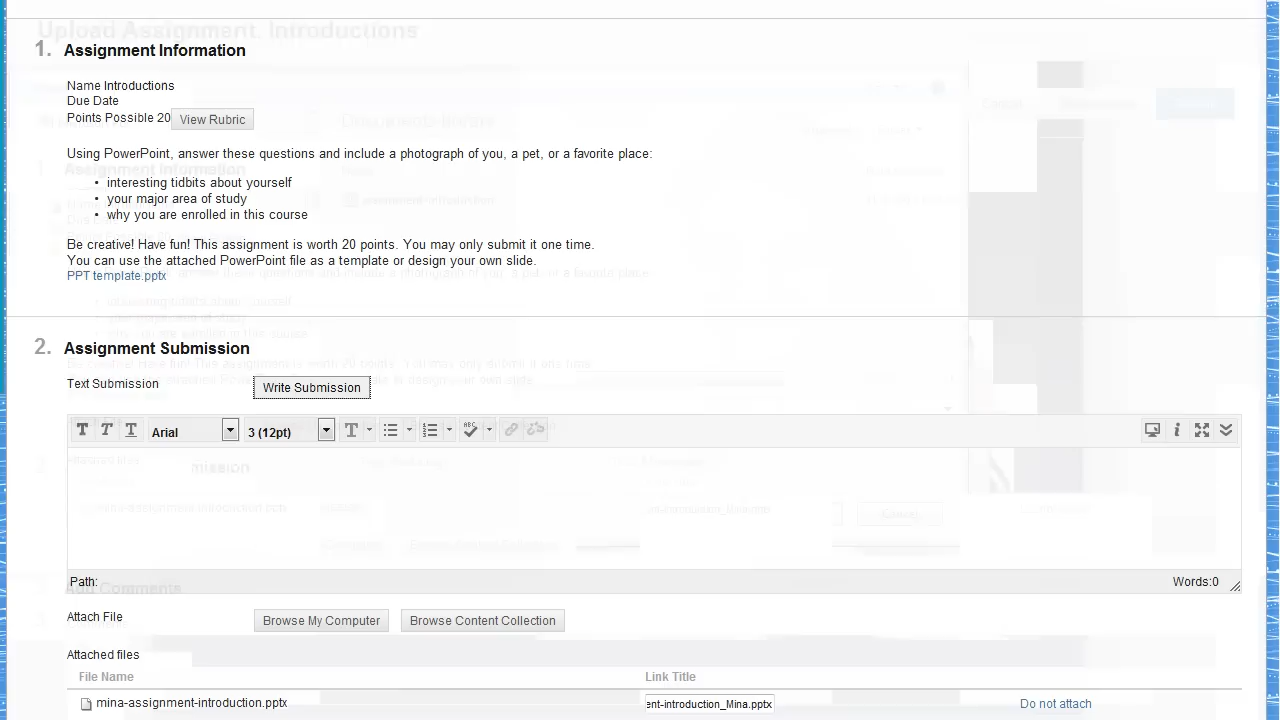 Upload Assignment: Introductions
1. Assignment Information
Name Introductions
Due Date
Points Possible 20 View Rubric
Using PowerPoint, answer these questions and include a photograph of you, a pet, or a favorite place:
• interesting tidbits about yourself
• your major area of study
• why you are enrolled in this course
Be creative! Have fun! This assignment is worth 20 points. You may only submit it one time.
You can use the attached PowerPoint file as a template or design your own slide.
PPT template.pptx
2. Assignment Submission
Text Submission Write Submission
T T T Arial 3 (12pt) T ABC
Path: Words:0
Attach File Browse My Computer Browse Content Collection
Attached files
File Name Link Title
mina-assignment-introduction.pptx ent-introduction_Mina.pptx Do not attach